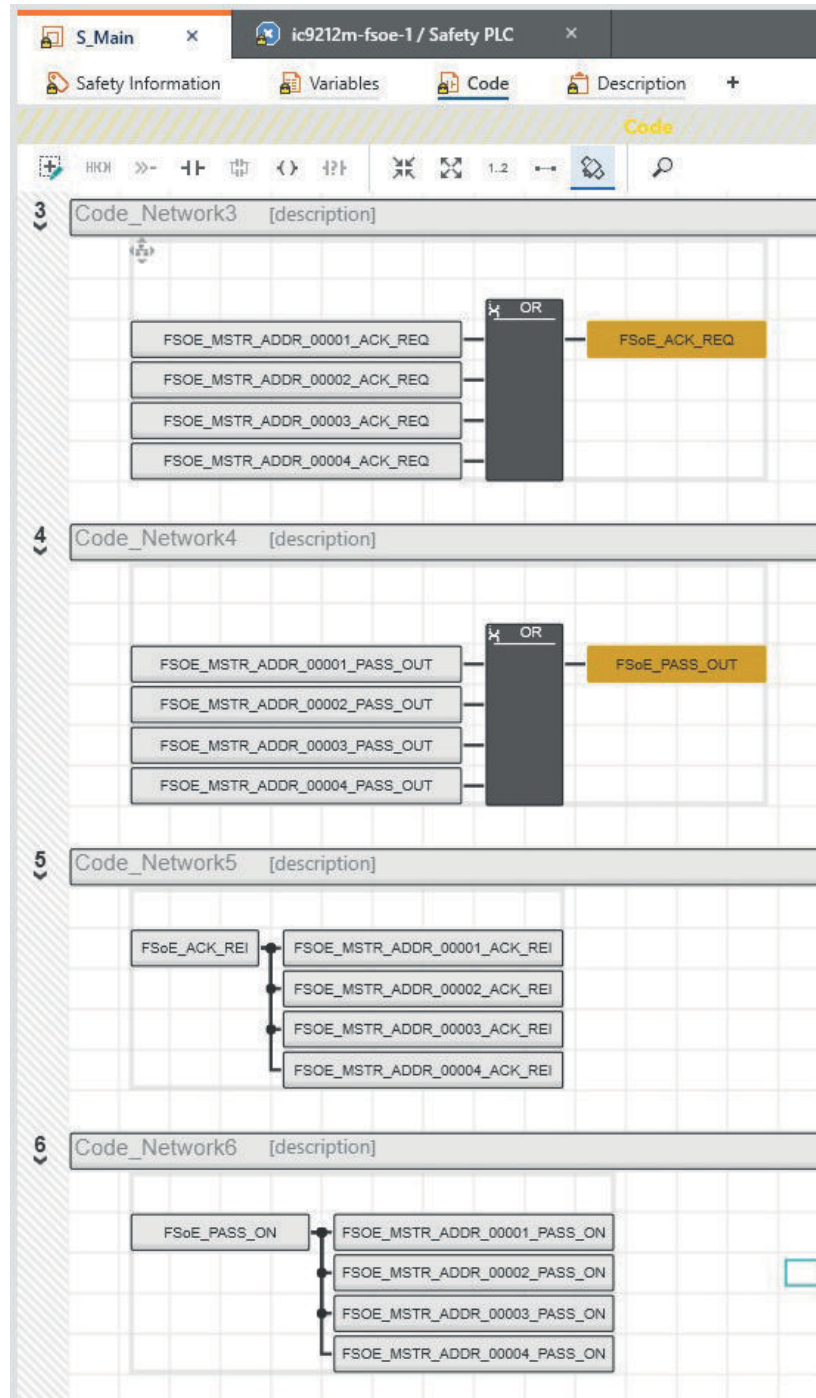 S_Main × ic9212m-fsoe-1 / Safety PLC ×
Safety Information Variables Code Description +
Code
1..2
3 Code_Network3 [description]
OR
FSOE_MSTR_ADDR_00001_ACK_REQ FSoE_ACK_REQ
FSOE_MSTR_ADDR_00002_ACK_REQ
FSOE_MSTR_ADDR_00003_ACK_REQ
FSOE_MSTR_ADDR_00004_ACK_REQ
4 Code_Network4 [description]
OR
FSOE_MSTR_ADDR_00001_PASS_OUT FSoE_PASS_OUT
FSOE_MSTR_ADDR_00002_PASS_OUT
FSOE_MSTR_ADDR_00003_PASS_OUT
FSOE_MSTR_ADDR_00004_PASS_OUT
5 Code_Network5 [description]
FSoE_ACK_REI FSOE_MSTR_ADDR_00001_ACK_REI
FSOE_MSTR_ADDR_00002_ACK_REI
FSOE_MSTR_ADDR_00003_ACK_REI
FSOE_MSTR_ADDR_00004_ACK_REI
6 Code_Network6 [description]
FSoE_PASS_ON FSOE_MSTR_ADDR_00001_PASS_ON
FSOE_MSTR_ADDR_00002_PASS_ON
FSOE_MSTR_ADDR_00003_PASS_ON
FSOE_MSTR_ADDR_00004_PASS_ON